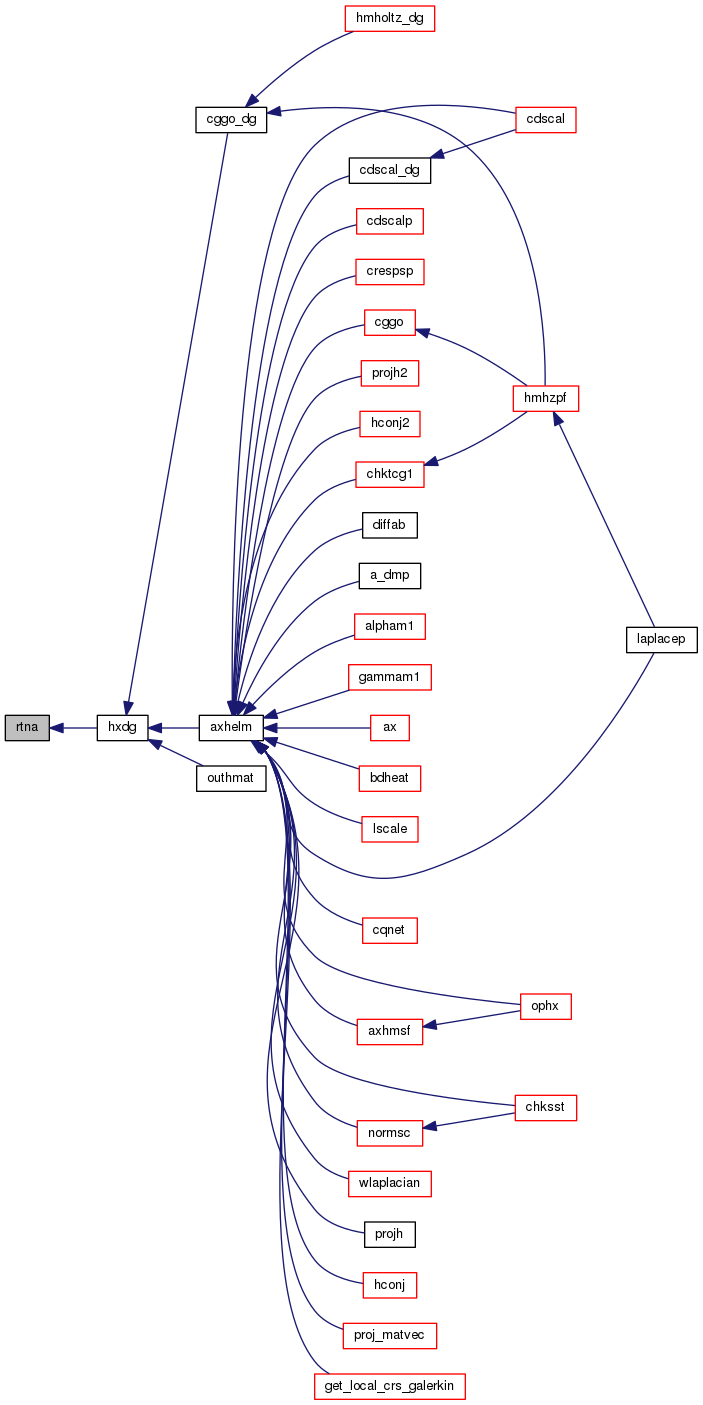 hmholtz_dg
cggo_dg
cdscal
cdscal_dg
cdscalp
crespsp
cggo
projh2
hmhzpf
hconj2
chktcg1
diffab
a_dmp
alpham1
laplacep
gammam1
rtna
hxdg
axhelm
ax
outhmat
bdheat
lscale
cqnet
ophx
axhmsf
chksst
normsc
wlaplacian
projh
hconj
proj_matvec
get_local_crs_galerkin